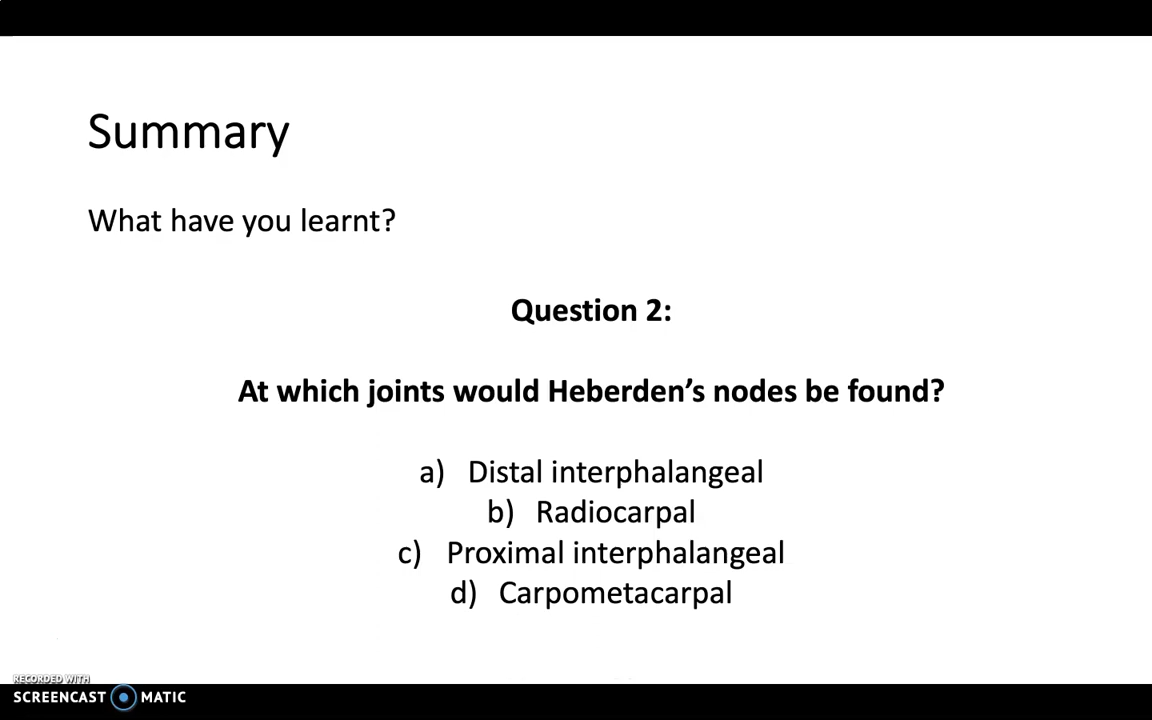 Summary
What have you learnt?
Question 2:
At which joints would Heberden’s nodes be found?
a) Distal interphalangeal
b) Radiocarpal
c) Proximal interphalangeal
d) Carpometacarpal
RECORDED WITH
SCREENCAST MATIC